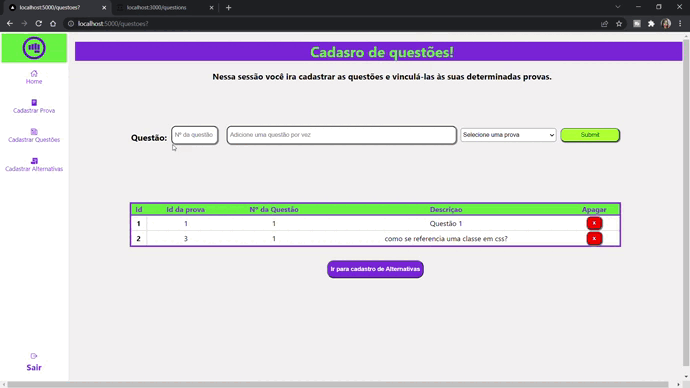 localhost:5000/questoes?
localhost:3000/questions
localhost:5000/questoes?
Cadasro de questões!
Nessa sessão você ira cadastrar as questões e vinculá-las às suas determinadas provas.
Home
Cadastrar Prova
Cadastrar Questões
Cadastrar Alternativas
Questão:
Nº da questão
Adicione uma questão por vez
Selecione uma prova
Submit
Id Id da prova Nº da Questão Descriçao Apagar
1 1 1 Questão 1 x
2 3 1 como se referencia uma classe em css? x
Ir para cadastro de Alternativas
Sair